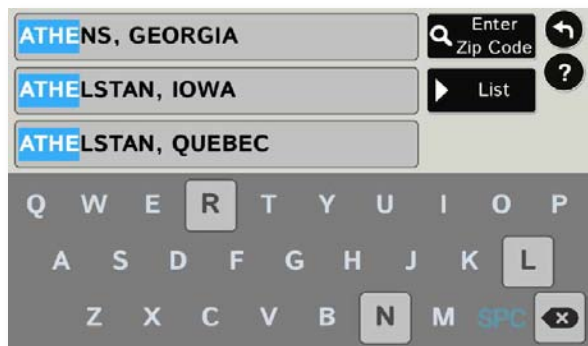 ATHENS, GEORGIA
Enter
Zip Code
?
ATHELSTAN, IOWA
List
ATHELSTAN, QUEBEC
Q W E R T Y U I O P
A S D F G H J K L
Z X C V B N M SPC